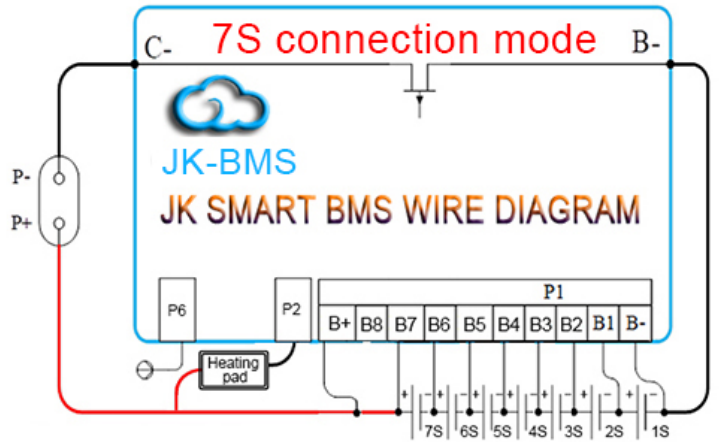 C-
7S connection mode
B-
JK-BMS
P-
P+
JK SMART BMS WIRE DIAGRAM
P6
P2
P1
B+ B8 B7 B6 B5 B4 B3 B2 B1 B-
Heating
pad
+ - + - + - + - + - + - + -
7S 6S 5S 4S 3S 2S 1S